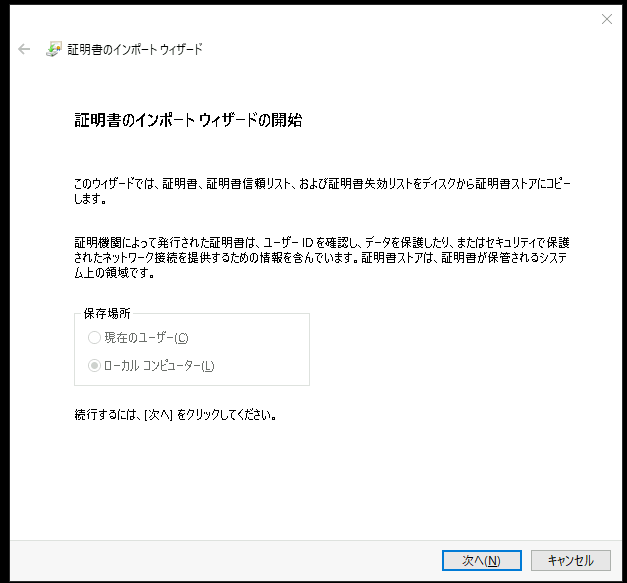 証明書のインポート ウィザード
証明書のインポート ウィザードの開始
このウィザードでは、証明書、証明書信頼リスト、および証明書失効リストをディスクから証明書ストアにコピー
します。
証明機関によって発行された証明書は、ユーザー ID を確認し、データを保護したり、またはセキュリティで保護
されたネットワーク接続を提供するための情報を含んでいます。証明書ストアは、証明書が保管されるシステ
ム上の領域です。
保存場所
現在のユーザー(C)
ローカル コンピューター(L)
続行するには、[次へ] をクリックしてください。
次へ(N)
キャンセル